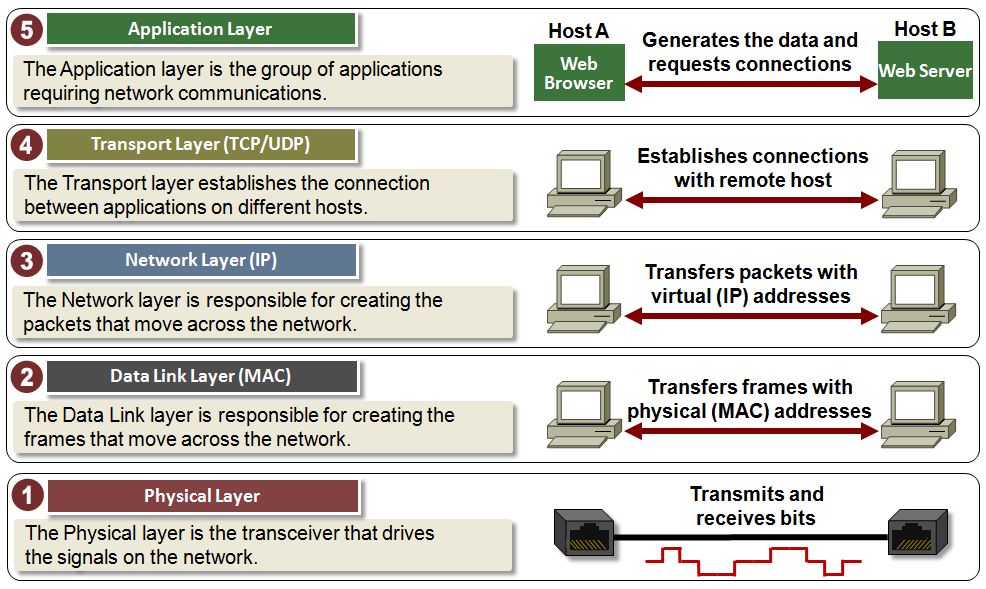 5
Application Layer
The Application layer is the group of applications
requiring network communications.
Host A
Web
Browser
Generates the data and
requests connections
Host B
Web Server
4
Transport Layer (TCP/UDP)
The Transport layer establishes the connection
between applications on different hosts.
Establishes connections
with remote host
3
Network Layer (IP)
The Network layer is responsible for creating the
packets that move across the network.
Transfers packets with
virtual (IP) addresses
2
Data Link Layer (MAC)
The Data Link layer is responsible for creating the
frames that move across the network.
Transfers frames with
physical (MAC) addresses
1
Physical Layer
The Physical layer is the transceiver that drives
the signals on the network.
Transmits and
receives bits